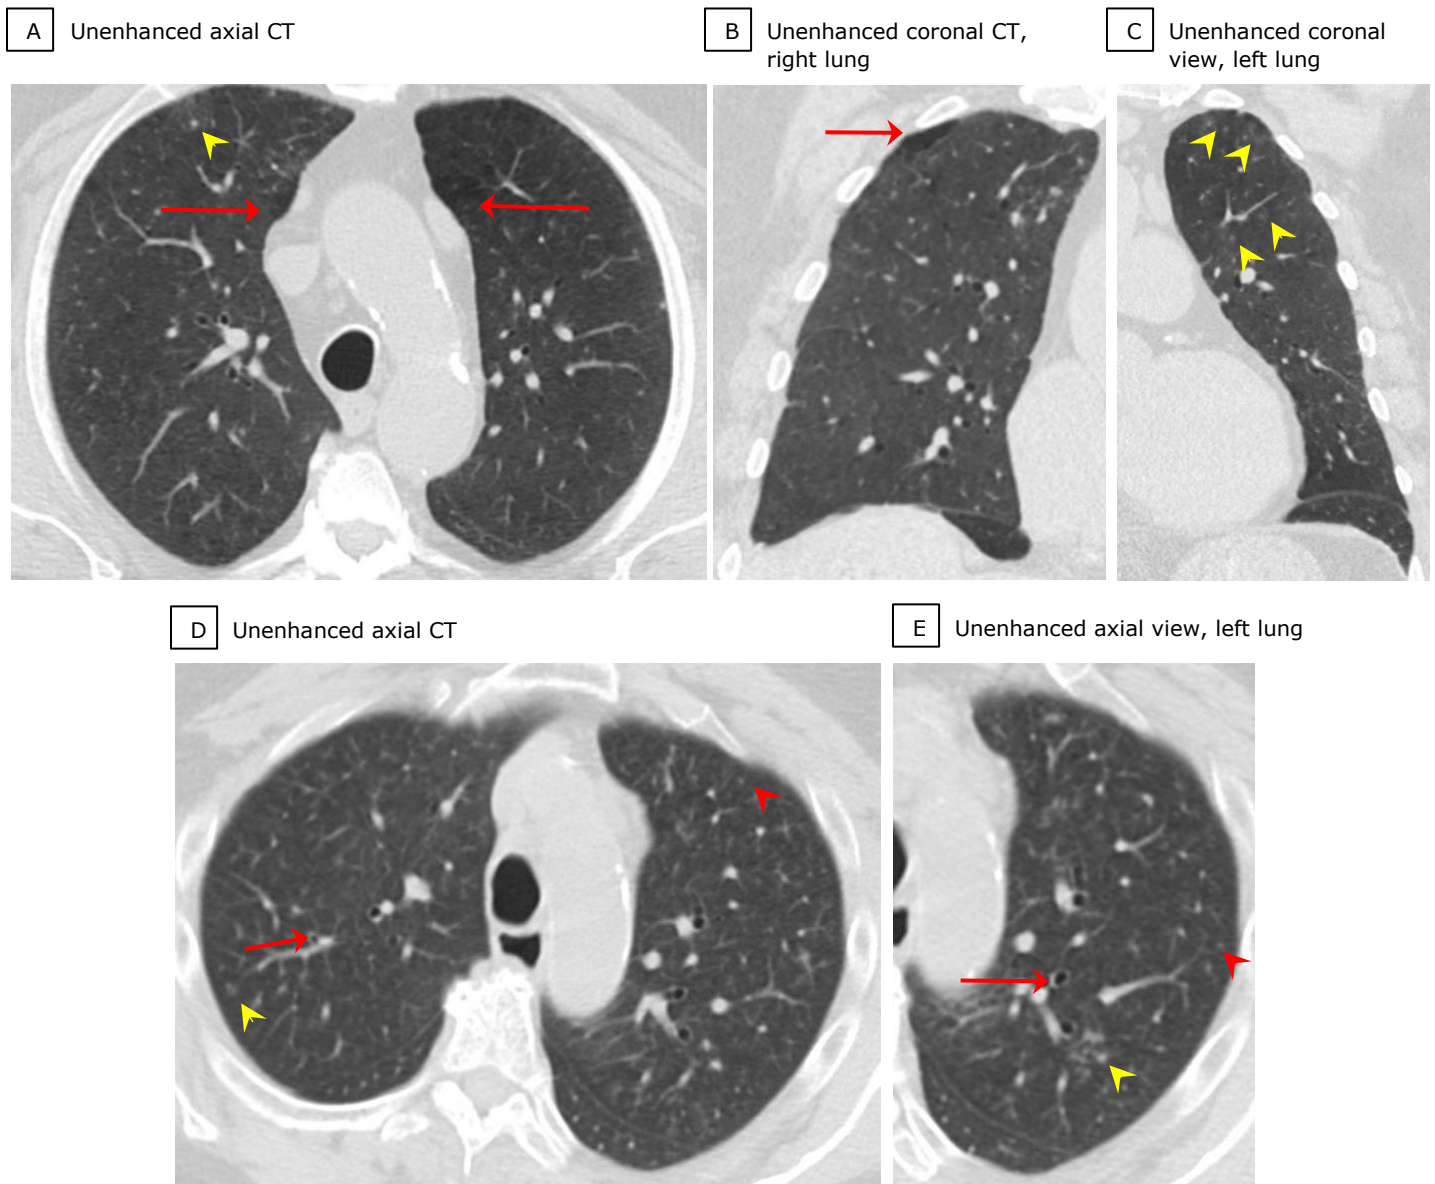 A Unenhanced axial CT
B Unenhanced coronal CT,
right lung
C Unenhanced coronal
view, left lung
D Unenhanced axial CT
E Unenhanced axial view, left lung